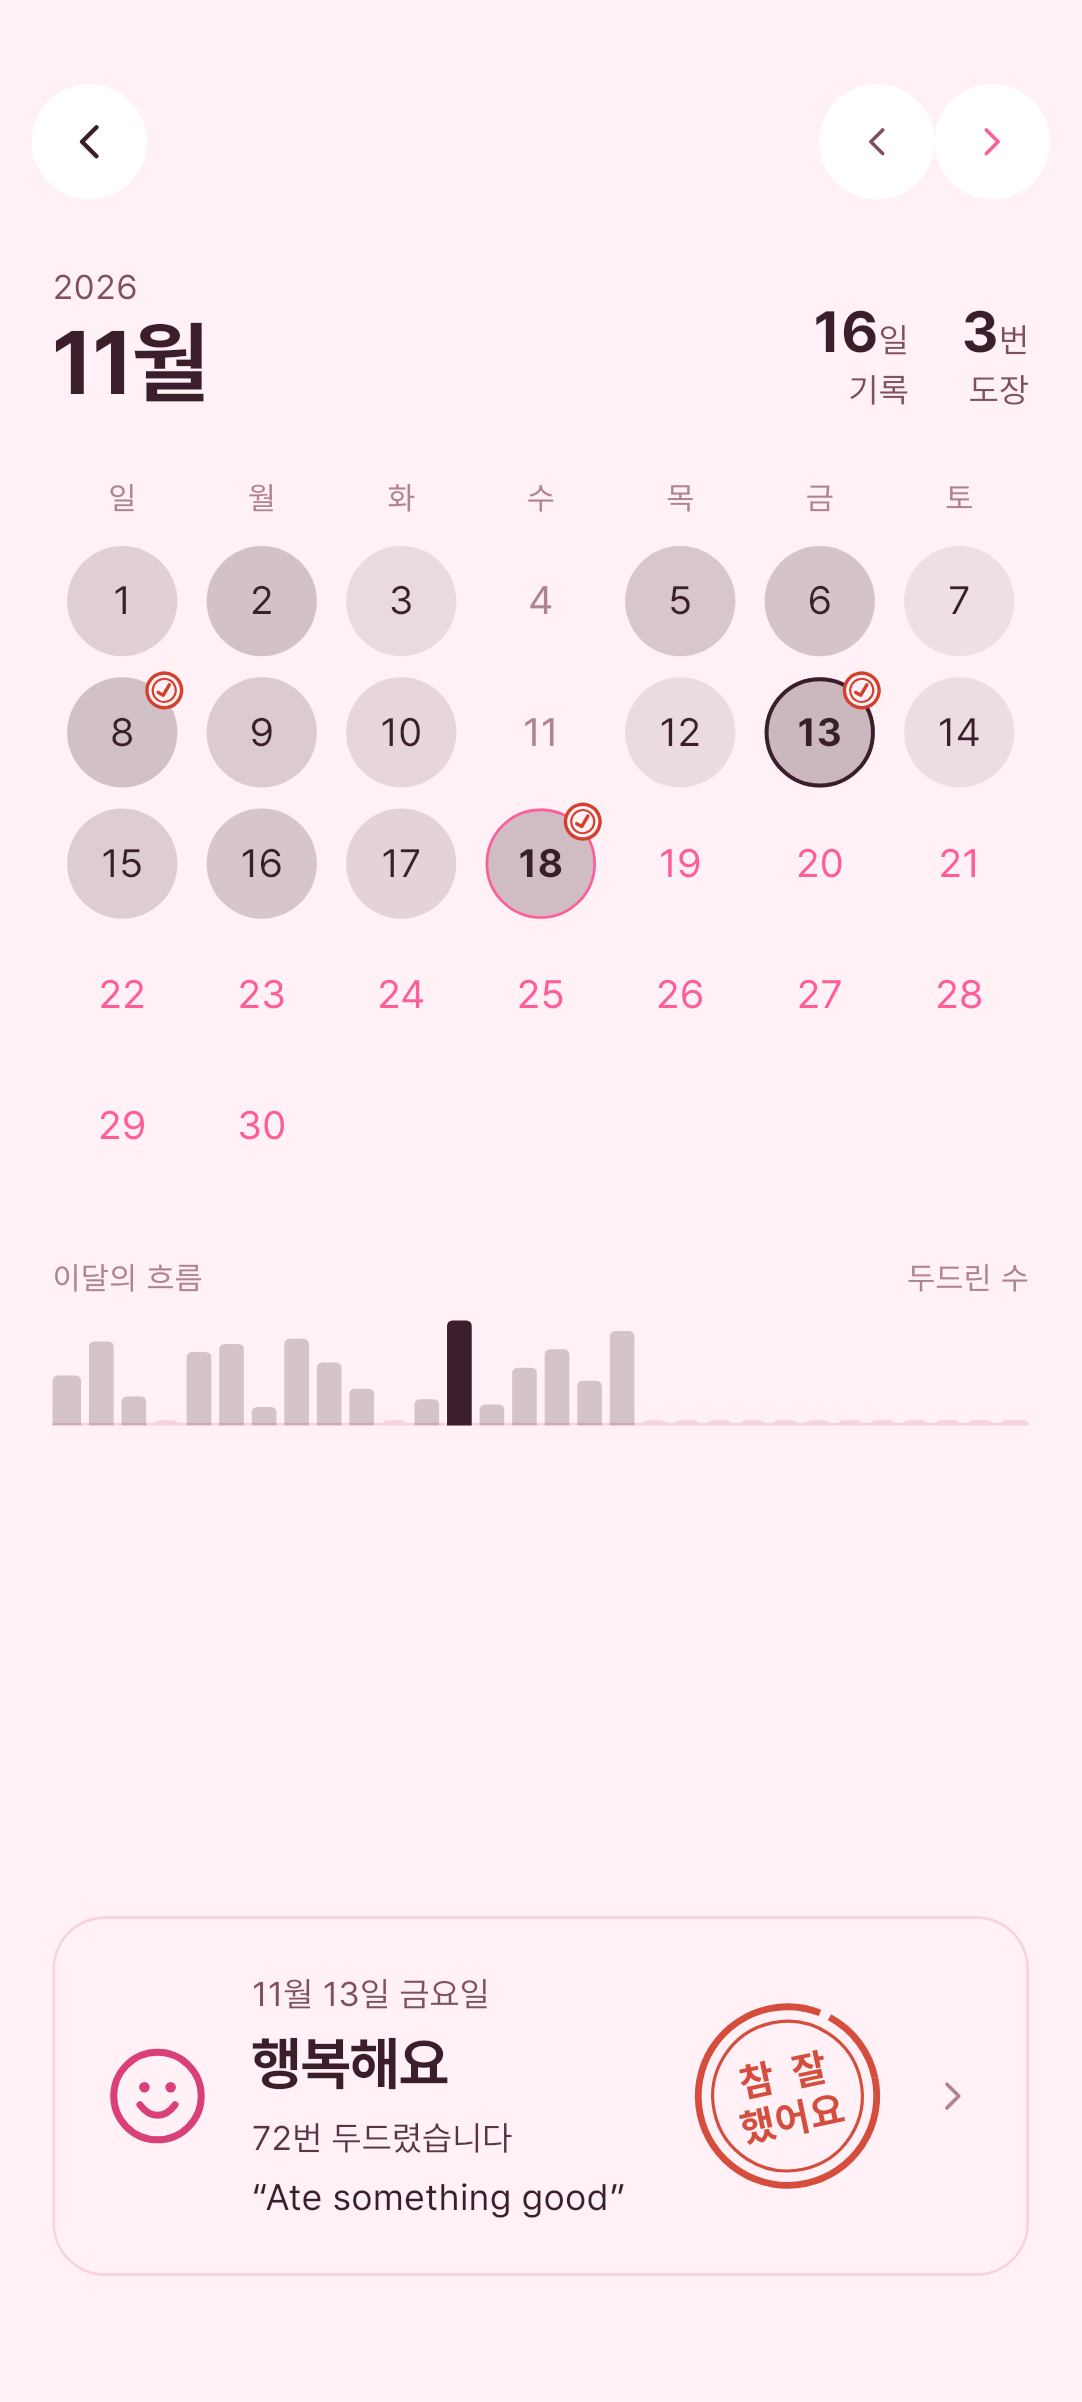 2026
11월
16일
기록
3번
도장
일 월 화 수 목 금 토
1 2 3 4 5 6 7
8 9 10 11 12 13 14
15 16 17 18 19 20 21
22 23 24 25 26 27 28
29 30
이달의 흐름
두드린 수
11월 13일 금요일
행복해요
72번 두드렸습니다
“Ate something good”
참 잘
했어요